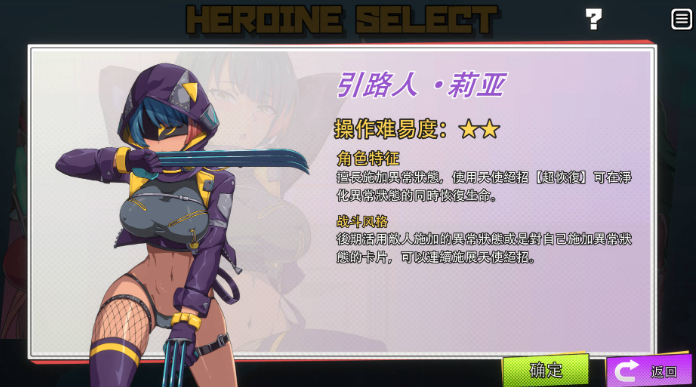 HEROINE SELECT
?
引路人・莉亚
操作难易度：★★
角色特征
擅長施加異常狀態，使用天使絕招【超恢復】可在淨
化異常狀態的同時恢復生命。
战斗风格
後期活用敵人施加的異常狀態或是對自己施加異常狀
態的卡片，可以連續施展天使絕招。
确定
返回